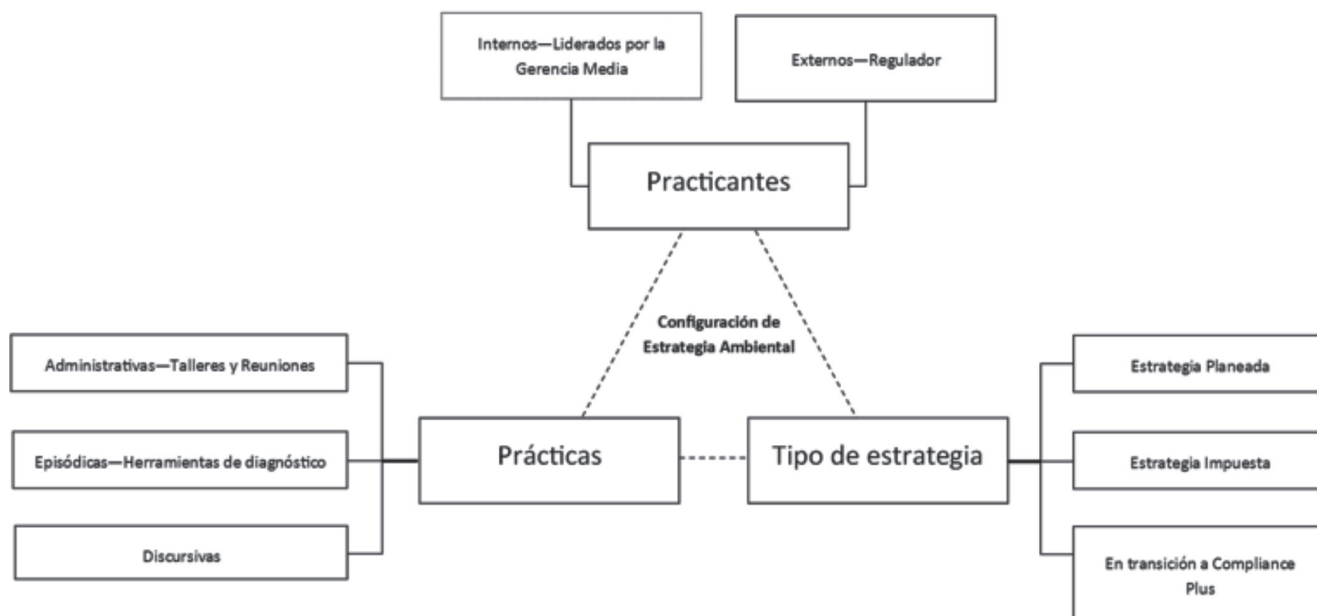 Internos—Liderados por la
Gerencia Media
Externos—Regulador
Practicantes
Configuración de
Estrategia Ambiental
Administrativas—Talleres y Reuniones
Episódicas—Herramientas de diagnóstico
Discursivas
Prácticas
Tipo de estrategia
Estrategia Planeada
Estrategia Impuesta
En transición a Compliance
Plus